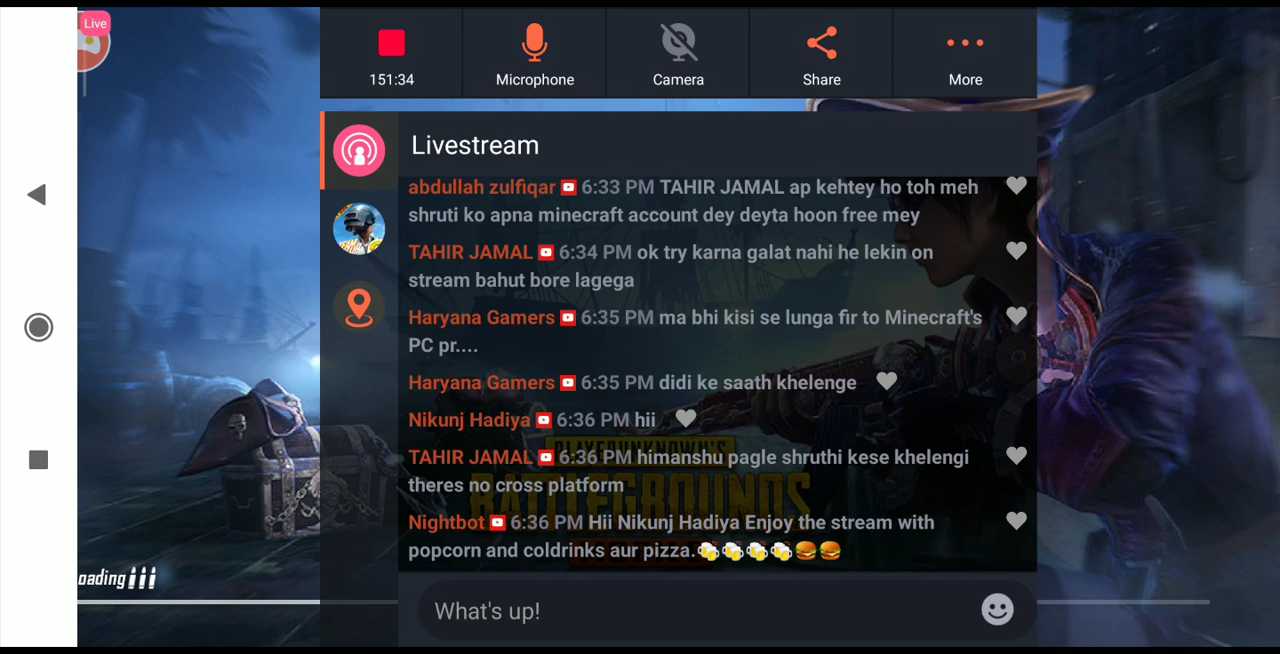 Live
151:34
Microphone
Camera
Share
More
Livestream
abdullah zulfiqar 6:33 PM TAHIR JAMAL ap kehtey ho toh meh
shruti ko apna minecraft account dey deyta hoon free mey
TAHIR JAMAL 6:34 PM ok try karna galat nahi he lekin on
stream bahut bore lagega
Haryana Gamers 6:35 PM ma bhi kisi se lunga fir to Minecraft's
PC pr....
Haryana Gamers 6:35 PM didi ke saath khelenge
Nikunj Hadiya 6:36 PM hii
TAHIR JAMAL 6:36 PM himanshu pagle shruthi kese khelengi
theres no cross platform
PLAYERUNKNOWN'S
BATTLEGROUNDS
Nightbot 6:36 PM Hii Nikunj Hadiya Enjoy the stream with
popcorn and coldrinks aur pizza.🍻🍻🍻🍻🍔🍔
oading
What's up!